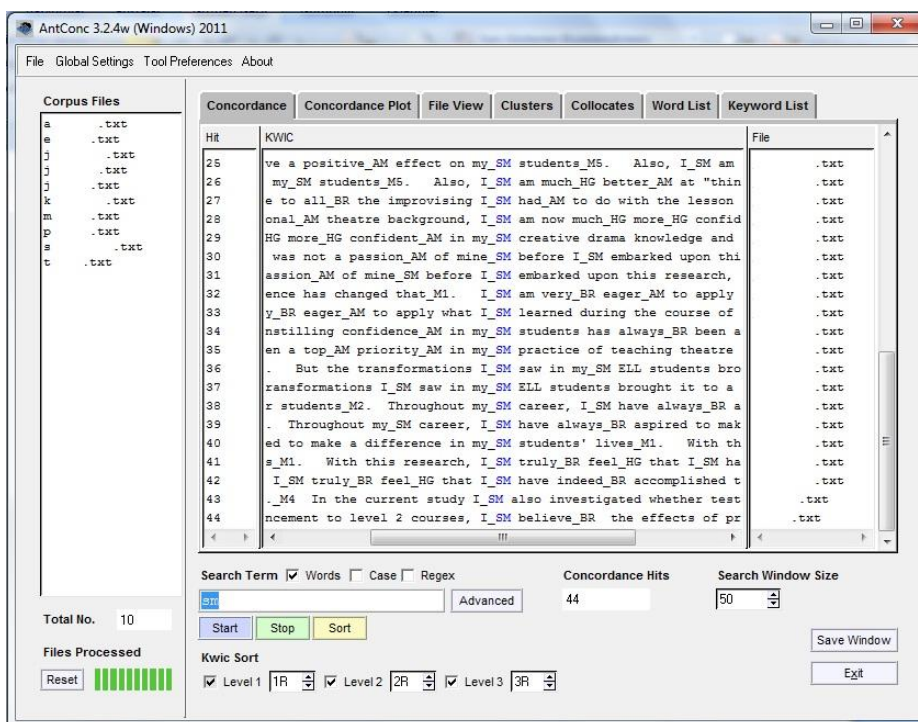 AntConc 3.2.4w (Windows) 2011
File Global Settings Tool Preferences About
Corpus Files
a .txt
e .txt
j .txt
j .txt
j .txt
k .txt
m .txt
p .txt
s .txt
t .txt
Total No. 10
Files Processed
Reset
Concordance Concordance Plot File View Clusters Collocates Word List Keyword List
Hit KWIC File
25 ve a positive_AM effect on my_SM students_M5. Also, I_SM am .txt
26 my_SM students_M5. Also, I_SM am much_HG better_AM at "thin .txt
27 e to all_BR the improvising I_SM had_AM to do with the lesson .txt
28 onal_AM theatre background, I_SM am now much_HG more_HG confid .txt
29 HG more_HG confident_AM in my_SM creative drama knowledge and .txt
30 was not a passion_AM of mine_SM before I_SM embarked upon thi .txt
31 assion_AM of mine_SM before I_SM embarked upon this research, .txt
32 ence has changed that_M1. I_SM am very_BR eager_AM to apply .txt
33 y_BR eager_AM to apply what I_SM learned during the course of .txt
34 nstilling confidence_AM in my_SM students has always_BR been a .txt
35 en a top_AM priority_AM in my_SM practice of teaching theatre .txt
36 . But the transformations I_SM saw in my_SM ELL students bro .txt
37 ransformations I_SM saw in my_SM ELL students brought it to a .txt
38 r students_M2. Throughout my_SM career, I_SM have always_BR a .txt
39 . Throughout my_SM career, I_SM have always_BR aspired to mak .txt
40 ed to make a difference in my_SM students' lives_M1. With th .txt
41 s_M1. With this research, I_SM truly_BR feel_HG that I_SM ha .txt
42 I_SM truly_BR feel_HG that I_SM have indeed_BR accomplished t .txt
43 ._M4 In the current study I_SM also investigated whether test .txt
44 ncement to level 2 courses, I_SM believe_BR the effects of pr .txt
Search Term Words Case Regex Concordance Hits Search Window Size
sm Advanced 44 50
Start Stop Sort
Save Window
Kwic Sort
Level 1 1R Level 2 2R Level 3 3R
Exit